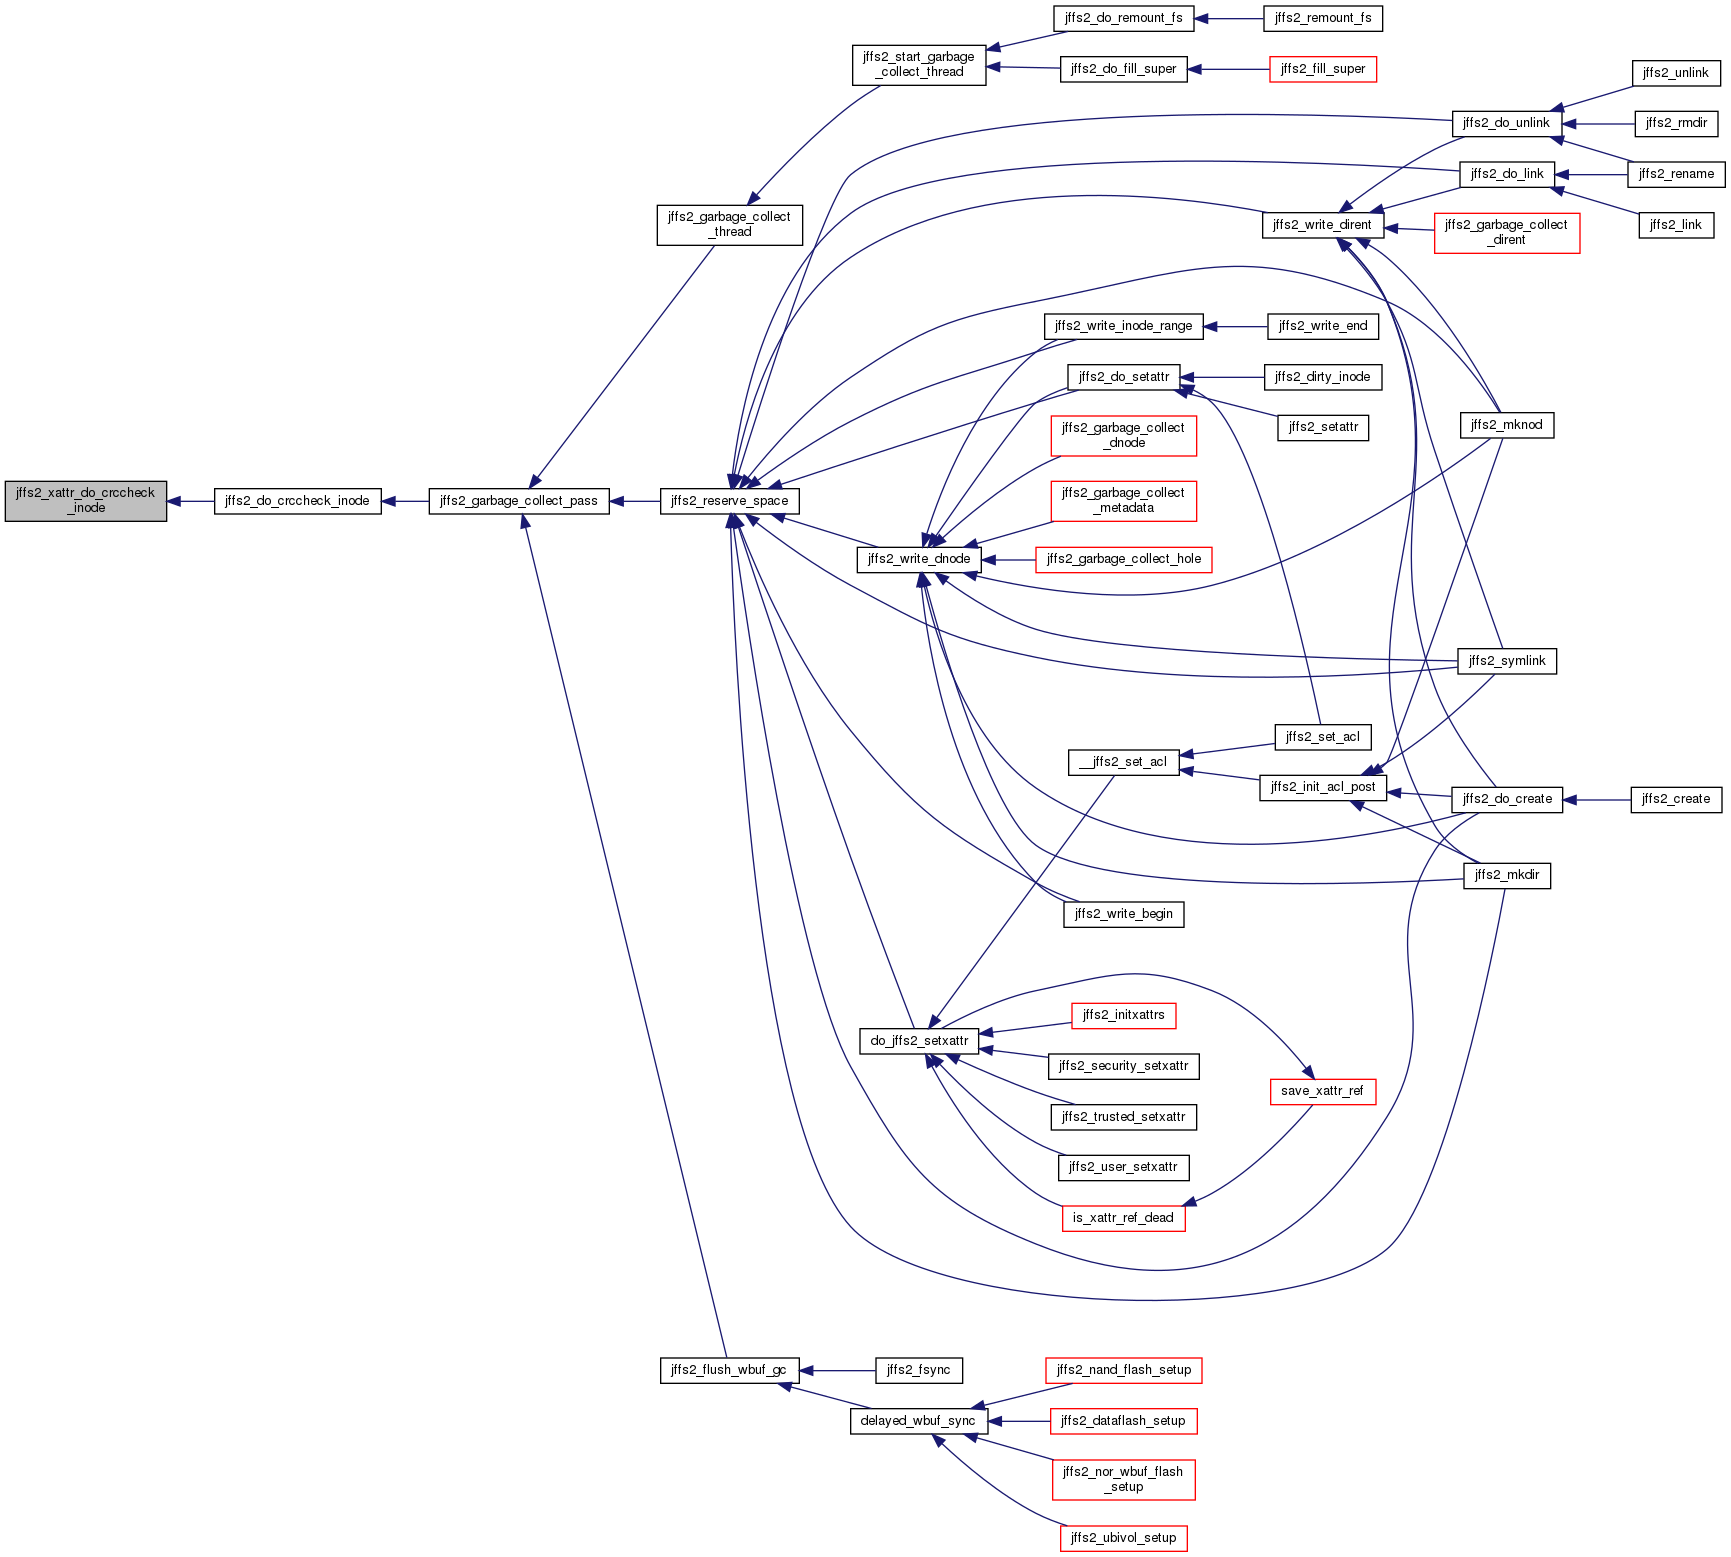 jffs2_do_remount_fs
jffs2_remount_fs
jffs2_start_garbage
_collect_thread
jffs2_do_fill_super
jffs2_fill_super
jffs2_unlink
jffs2_do_unlink
jffs2_rmdir
jffs2_do_link
jffs2_rename
jffs2_garbage_collect
_thread
jffs2_write_dirent
jffs2_garbage_collect
_dirent
jffs2_link
jffs2_write_inode_range
jffs2_write_end
jffs2_do_setattr
jffs2_dirty_inode
jffs2_setattr
jffs2_mknod
jffs2_garbage_collect
_dnode
jffs2_xattr_do_crccheck
_inode
jffs2_do_crccheck_inode
jffs2_garbage_collect_pass
jffs2_reserve_space
jffs2_garbage_collect
_metadata
jffs2_write_dnode
jffs2_garbage_collect_hole
jffs2_symlink
jffs2_set_acl
__jffs2_set_acl
jffs2_init_acl_post
jffs2_do_create
jffs2_create
jffs2_mkdir
jffs2_write_begin
jffs2_initxattrs
do_jffs2_setxattr
jffs2_security_setxattr
save_xattr_ref
jffs2_trusted_setxattr
jffs2_user_setxattr
is_xattr_ref_dead
jffs2_flush_wbuf_gc
jffs2_fsync
jffs2_nand_flash_setup
delayed_wbuf_sync
jffs2_dataflash_setup
jffs2_nor_wbuf_flash
_setup
jffs2_ubivol_setup